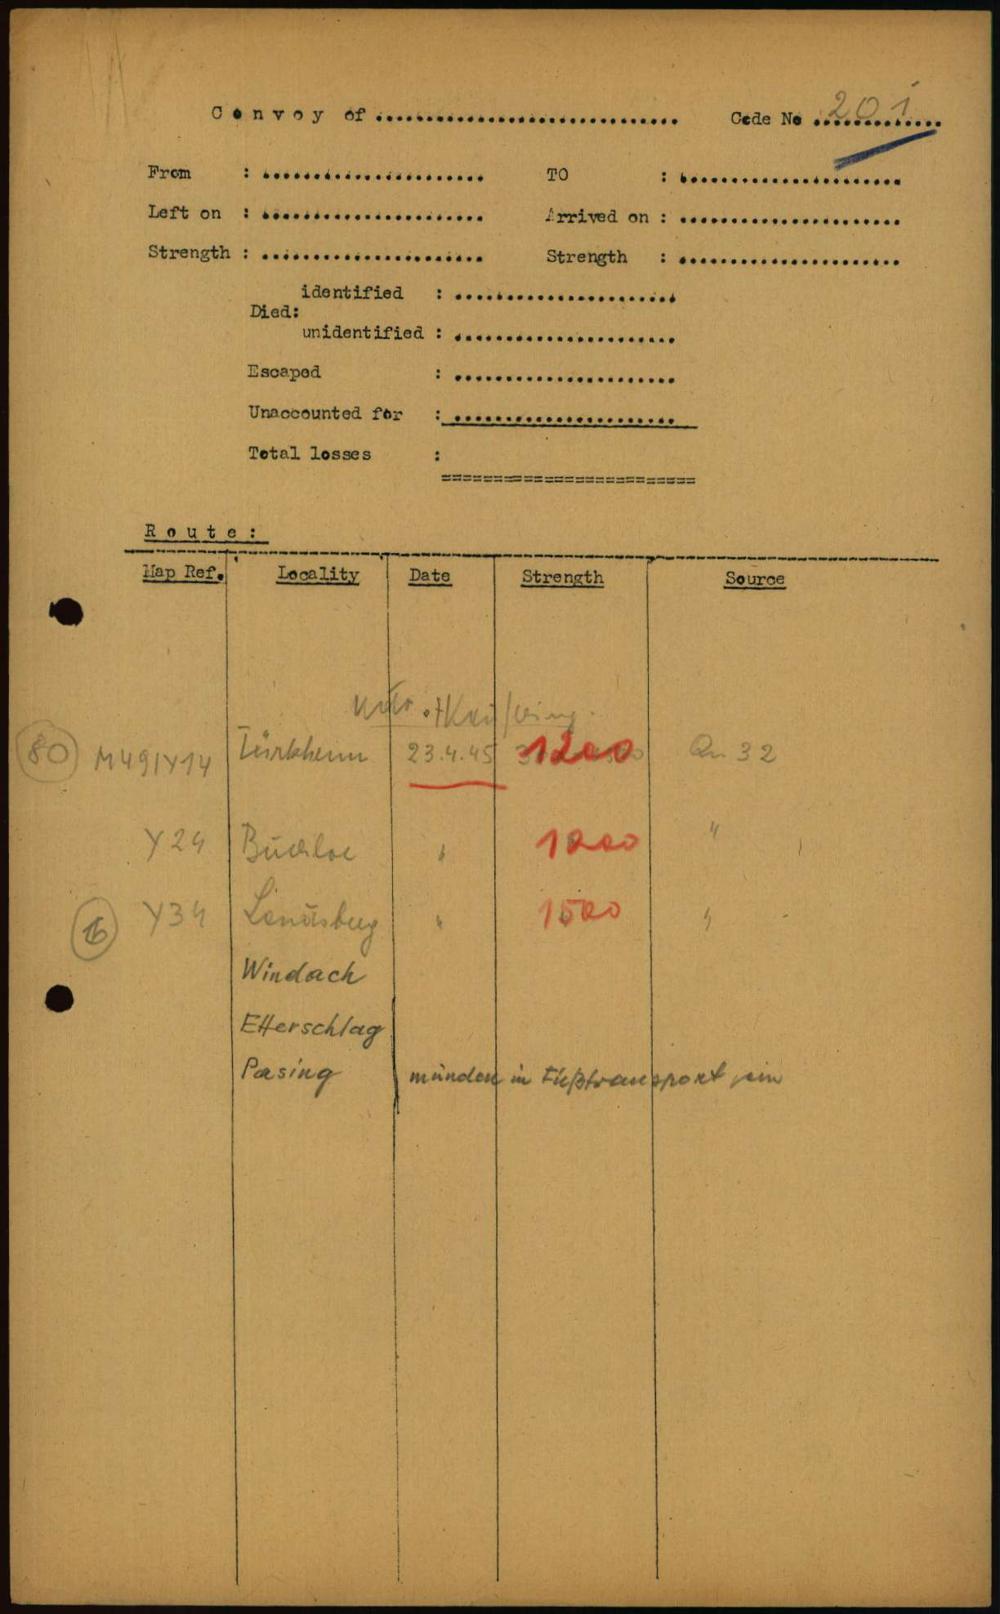 Convoy of .............................. Code No 201
From : ...................... TO : ......................
Left on : ...................... Arrived on : ......................
Strength : ...................... Strength : ......................
identified : ......................
Died:
unidentified : ......................
Escaped : ......................
Unaccounted for : ......................
Total losses :
=========================
Route:
Map Ref. Locality Date Strength Source
80 M49/Y14 Türkheim 23.4.45 1200 Qu 32
Y24 Buchloe " 1200 "
16 Y34 Landsberg " 1500 "
Windach
Etterschlag
Pasing münden in Fußtransport ein